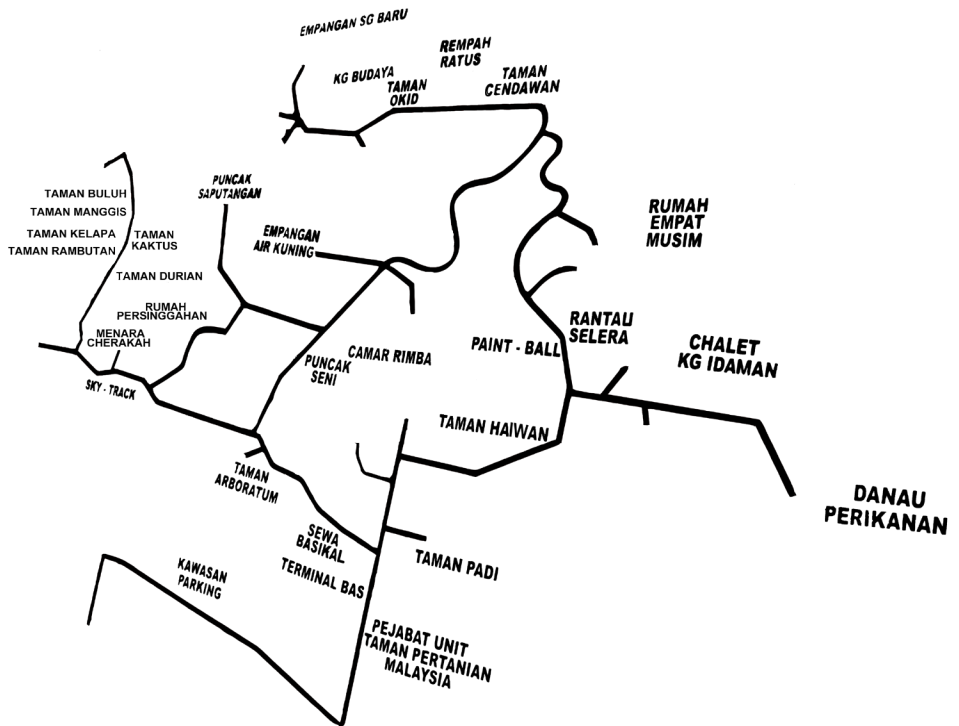 EMPANGAN SG BARU
REMPAH
RATUS
KG BUDAYA
TAMAN
OKID
TAMAN
CENDAWAN
TAMAN BULUH
TAMAN MANGGIS
TAMAN KELAPA
TAMAN RAMBUTAN
TAMAN
KAKTUS
TAMAN DURIAN
PUNCAK
SAPUTANGAN
EMPANGAN
AIR KUNING
RUMAH
EMPAT
MUSIM
RUMAH
PERSINGGAHAN
MENARA
CHERAKAH
SKY - TRACK
PUNCAK
SENI
CAMAR RIMBA
PAINT - BALL
RANTAU
SELERA
CHALET
KG IDAMAN
TAMAN HAIWAN
TAMAN
ARBORATUM
DANAU
PERIKANAN
SEWA
BASIKAL
TERMINAL BAS
TAMAN PADI
KAWASAN
PARKING
PEJABAT UNIT
TAMAN PERTANIAN
MALAYSIA